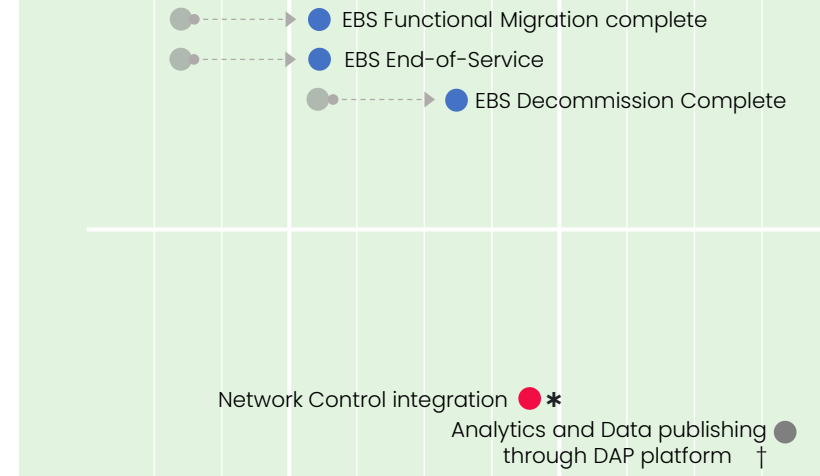 EBS Functional Migration complete
EBS End-of-Service
EBS Decommission Complete
Network Control integration *
Analytics and Data publishing
through DAP platform †